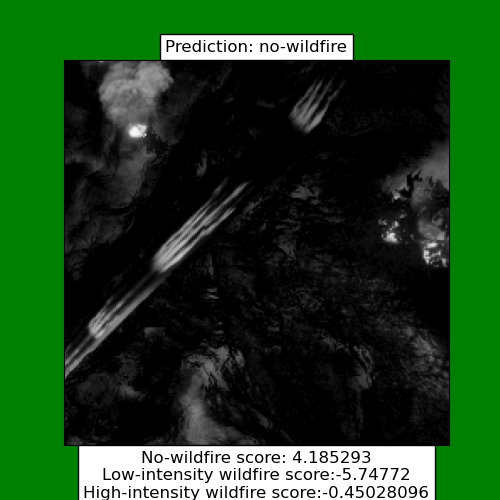 Prediction: no-wildfire
No-wildfire score: 4.185293
Low-intensity wildfire score:-5.74772
High-intensity wildfire score:-0.45028096